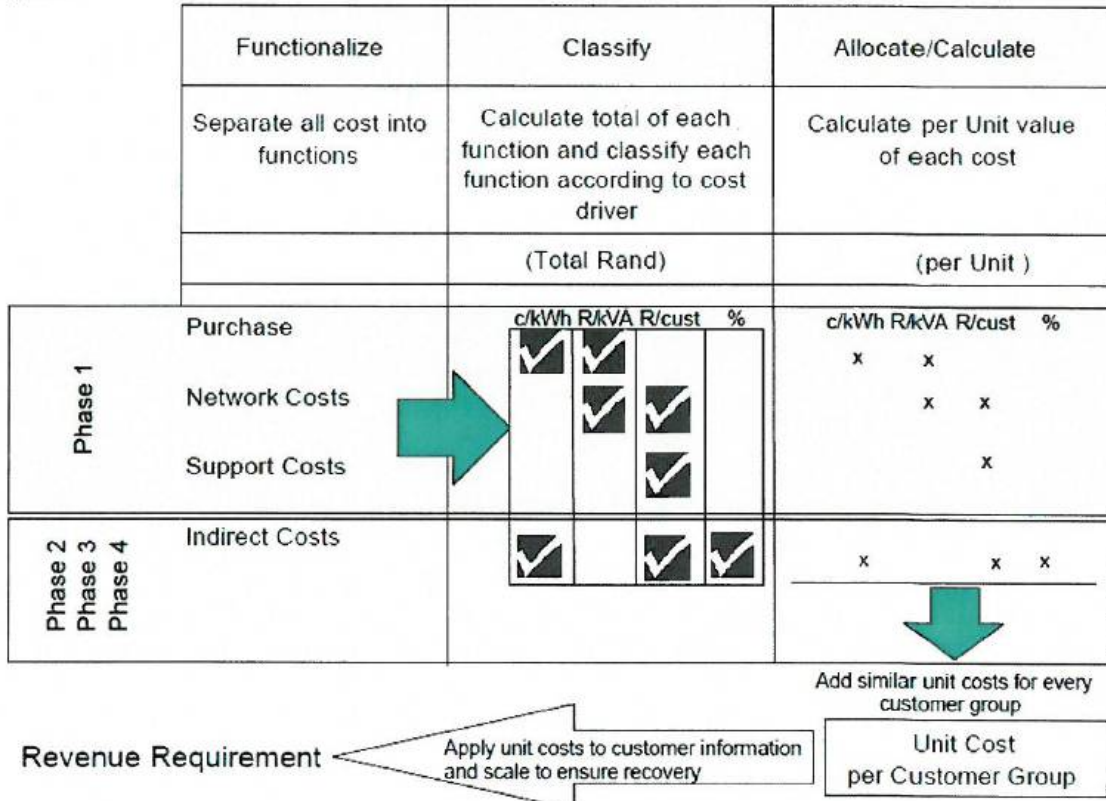 Functionalize Classify Allocate/Calculate
Separate all cost into
functions
Calculate total of each
function and classify each
function according to cost
driver
Calculate per Unit value
of each cost
(Total Rand) (per Unit )
Phase 1
Purchase
Network Costs
Support Costs
c/kWh R/kVA R/cust %
c/kWh R/kVA R/cust %
x x
x x
x
Phase 2
Phase 3
Phase 4
Indirect Costs
x x x
Add similar unit costs for every
customer group
Unit Cost
per Customer Group
Apply unit costs to customer information
and scale to ensure recovery
Revenue Requirement